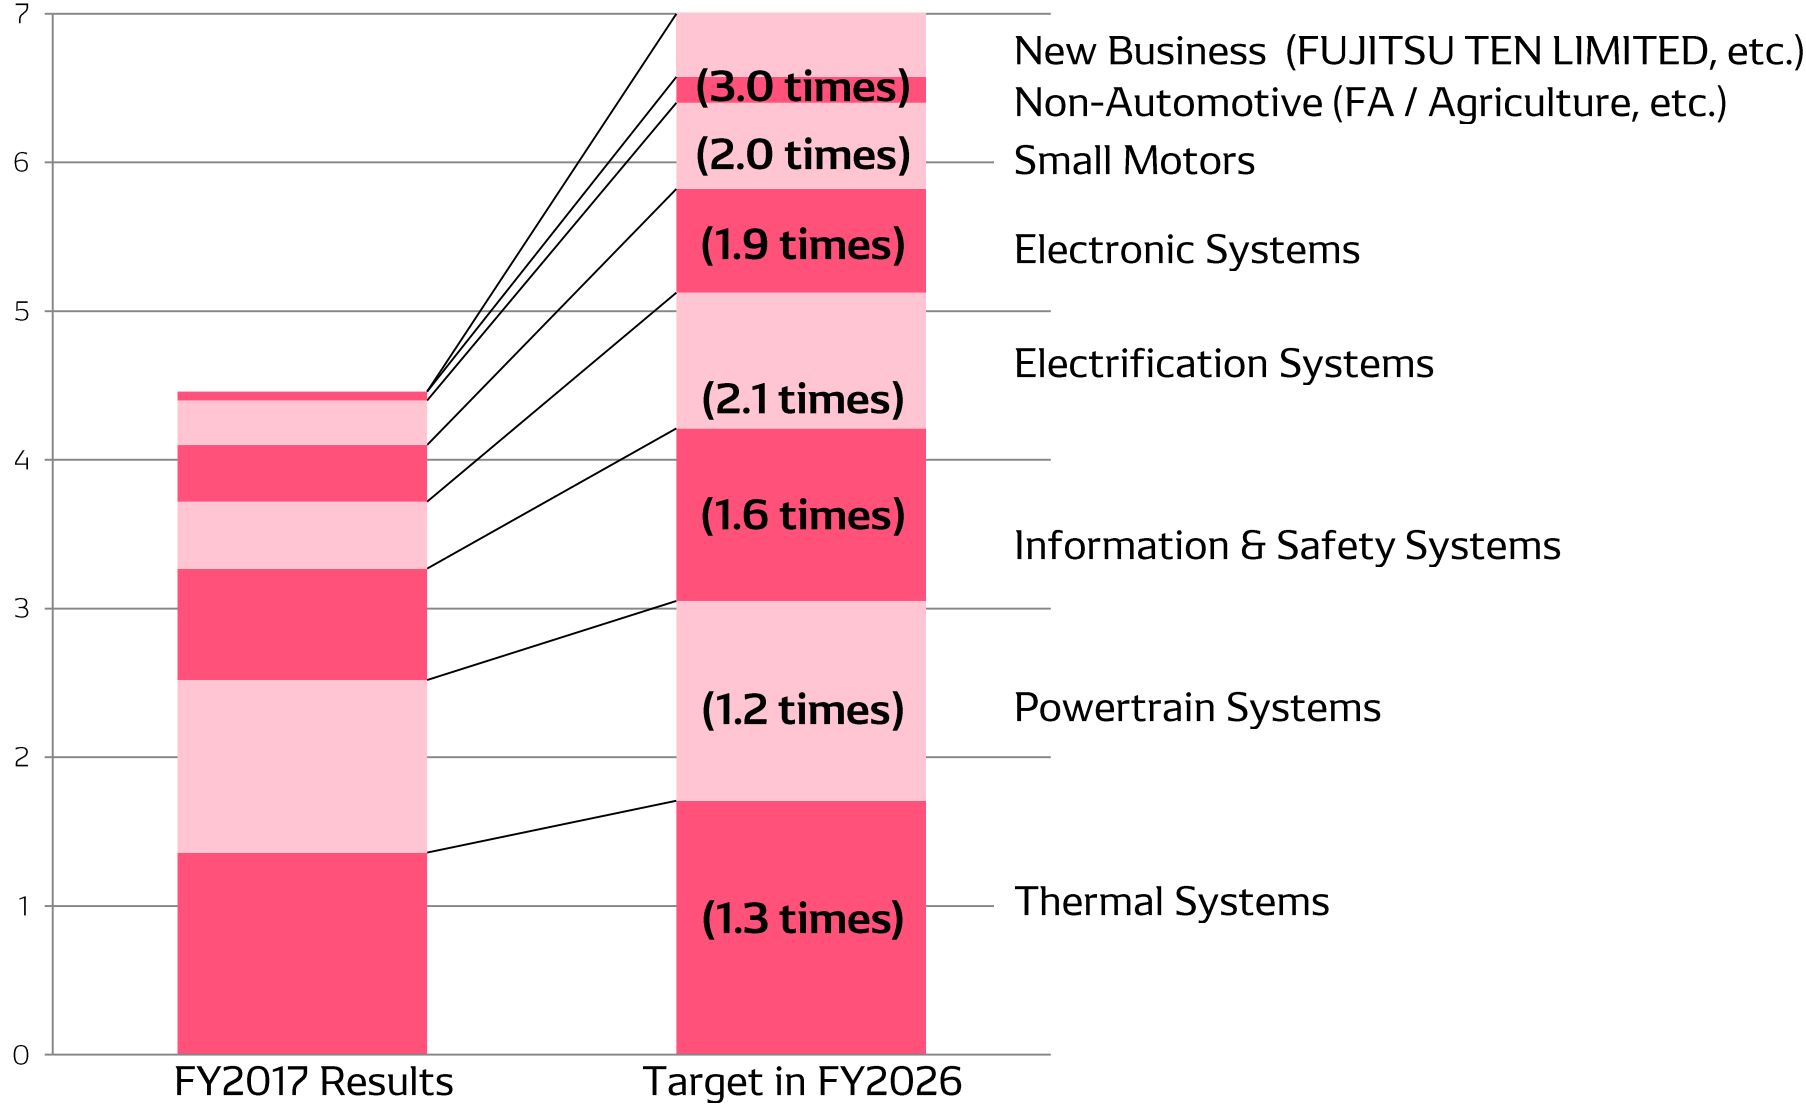 7
New Business (FUJITSU TEN LIMITED, etc.)
(3.0 times)
Non-Automotive (FA / Agriculture, etc.)
(2.0 times)
6
Small Motors
(1.9 times)
Electronic Systems
5
Electrification Systems
(2.1 times)
4
(1.6 times)
Information & Safety Systems
3
(1.2 times)
Powertrain Systems
2
1
(1.3 times)
Thermal Systems
0
FY2017 Results
Target in FY2026